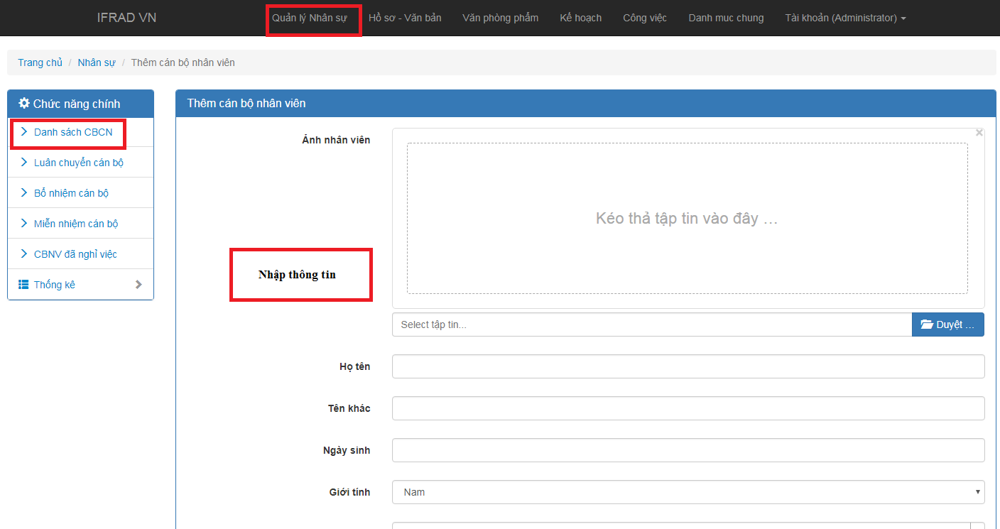 IFRAD VN Quản lý Nhân sự Hồ sơ - Văn bản Văn phòng phẩm Kế hoạch Công việc Danh muc chung Tài khoản (Administrator)
Trang chủ / Nhân sự / Thêm cán bộ nhân viên
Chức năng chính
Danh sách CBCN
Luân chuyển cán bộ
Bổ nhiệm cán bộ
Miễn nhiệm cán bộ
CBNV đã nghỉ việc
Thống kê
Thêm cán bộ nhân viên
Ảnh nhân viên
Kéo thả tập tin vào đây …
Nhập thông tin
Select tập tin... Duyệt …
Họ tên
Tên khác
Ngày sinh
Giới tính Nam